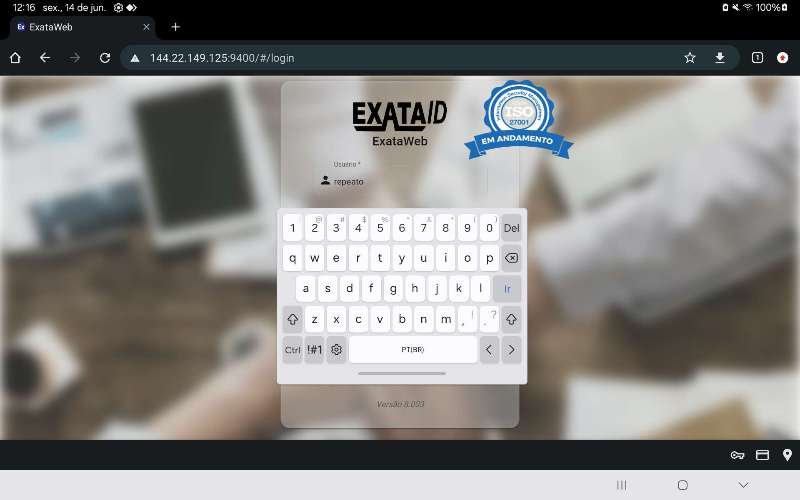 12:16 sex., 14 de jun. 100%
ExataWeb
144.22.149.125:9400/#/login 1
EXATAID
ExataWeb
ISO
27001
EM ANDAMENTO
Usuário *
repeato
1 2 3 4 5 6 7 8 9 0 Del
@ # $ % & * ( )
q w e r t y u i o p
a s d f g h j k l Ir
z x c v b n m , ! . ?
Ctrl !#1 PT(BR)
Versão 8.093